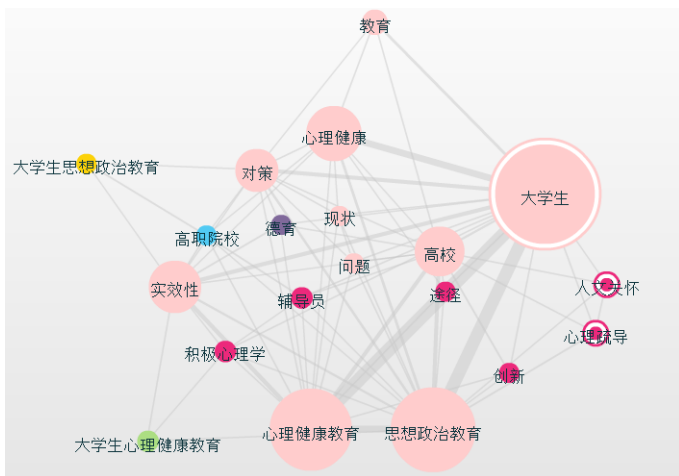 教育
心理健康
大学生思想政治教育
对策
大学生
现状
德育
高职院校
高校
问题
实效性
人文关怀
辅导员
途径
心理疏导
积极心理学
创新
心理健康教育
思想政治教育
大学生心理健康教育